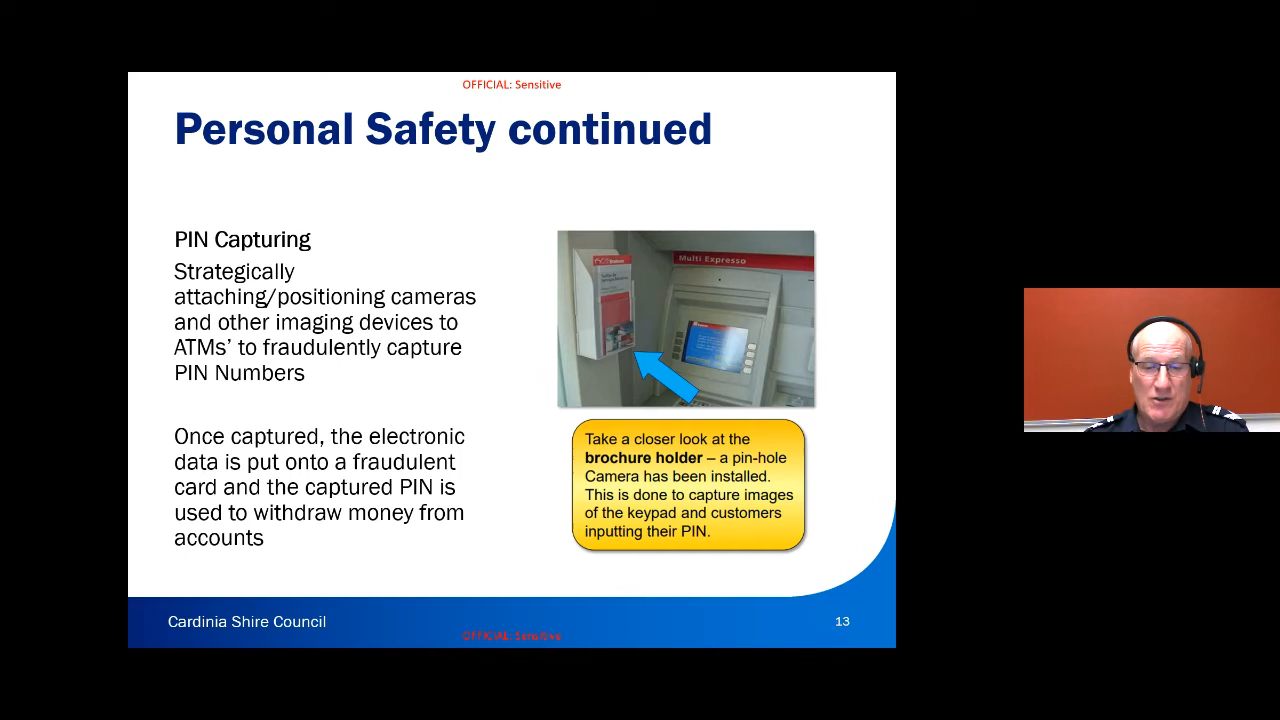 OFFICIAL: Sensitive
Personal Safety continued
PIN Capturing
Strategically
attaching/positioning cameras
and other imaging devices to
ATMs’ to fraudulently capture
PIN Numbers
Once captured, the electronic
data is put onto a fraudulent
card and the captured PIN is
used to withdraw money from
accounts
Multi Expresso
Take a closer look at the
brochure holder – a pin-hole
Camera has been installed.
This is done to capture images
of the keypad and customers
inputting their PIN.
Cardinia Shire Council
OFFICIAL: Sensitive
13